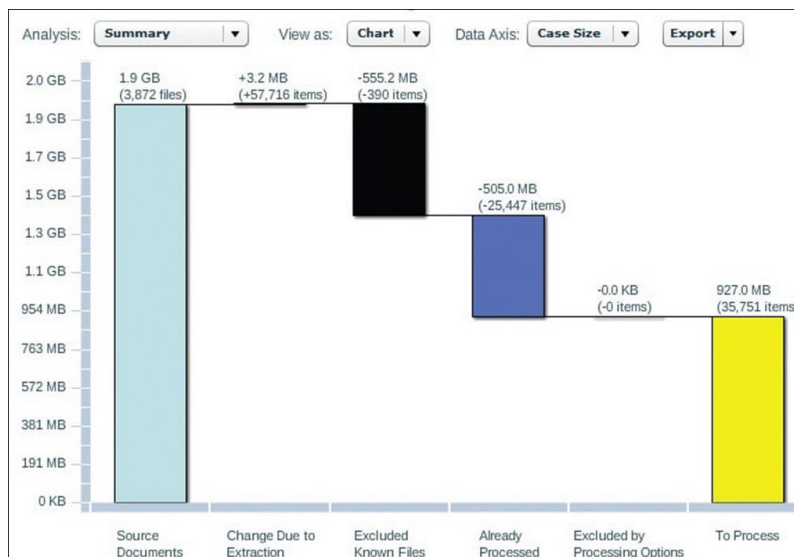 Analysis: Summary View as: Chart Data Axis: Case Size Export
2.0 GB
1.9 GB
1.7 GB
1.5 GB
1.3 GB
1.1 GB
954 MB
763 MB
572 MB
381 MB
191 MB
0 KB
1.9 GB
(3,872 files)
+3.2 MB
(+57,716 items)
-555.2 MB
(-390 items)
-505.0 MB
(-25,447 items)
-0.0 KB
(-0 items)
927.0 MB
(35,751 items
Source
Documents
Change Due to
Extraction
Excluded
Known Files
Already
Processed
Excluded by
Processing Options
To Process